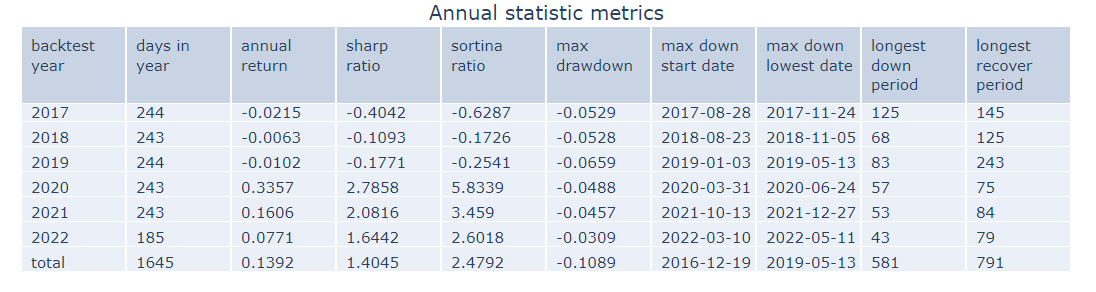 Annual statistic metrics
backtest year days in year annual return sharp ratio sortina ratio max drawdown max down start date max down lowest date longest down period longest recover period
2017 244 -0.0215 -0.4042 -0.6287 -0.0529 2017-08-28 2017-11-24 125 145
2018 243 -0.0063 -0.1093 -0.1726 -0.0528 2018-08-23 2018-11-05 68 125
2019 244 -0.0102 -0.1771 -0.2541 -0.0659 2019-01-03 2019-05-13 83 243
2020 243 0.3357 2.7858 5.8339 -0.0488 2020-03-31 2020-06-24 57 75
2021 243 0.1606 2.0816 3.459 -0.0457 2021-10-13 2021-12-27 53 84
2022 185 0.0771 1.6442 2.6018 -0.0309 2022-03-10 2022-05-11 43 79
total 1645 0.1392 1.4045 2.4792 -0.1089 2016-12-19 2019-05-13 581 791